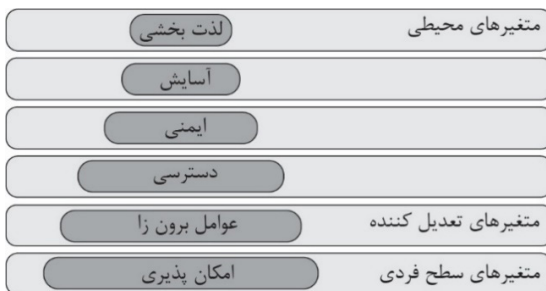 متغیرهای محیطی
لذت بخشی
آسایش
ایمنی
دسترسی
متغیرهای تعدیل کننده
عوامل برون زا
متغیرهای سطح فردی
امکان پذیری